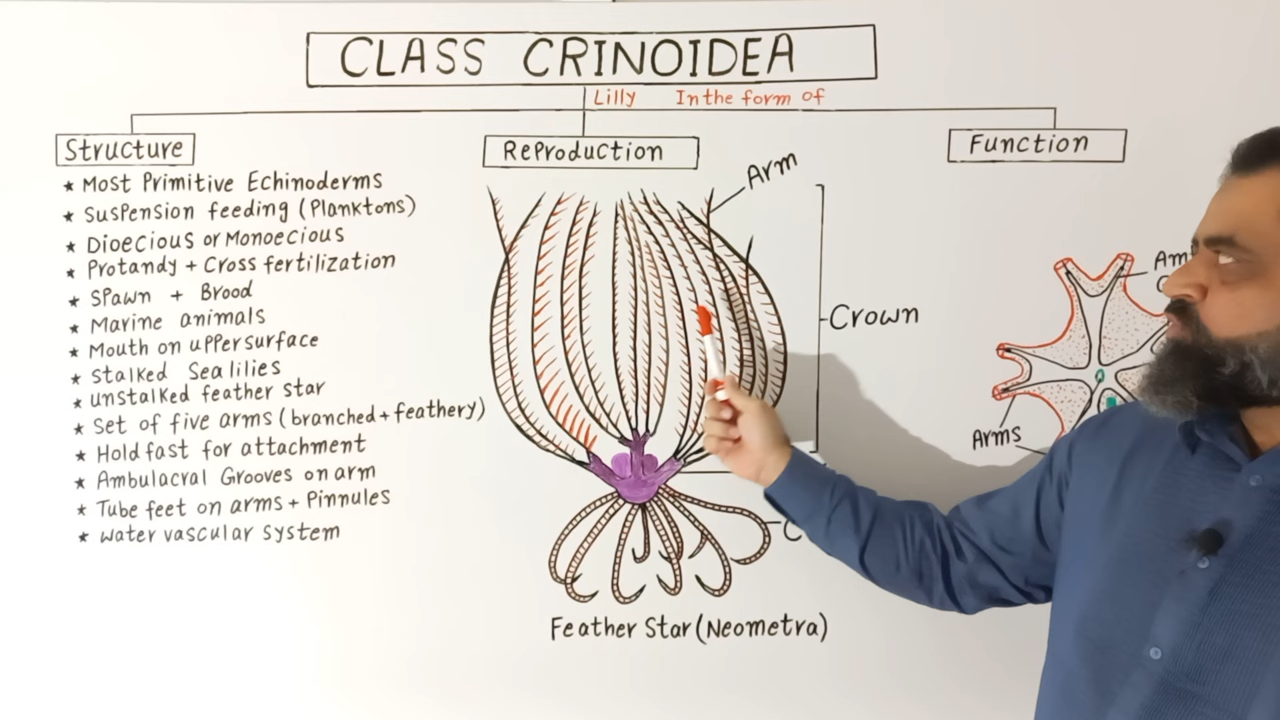 CLASS CRINOIDEA
Lilly In the form of
Structure
Reproduction
Function
★ Most Primitive Echinoderms
★ Suspension feeding (Planktons)
★ Dioecious or Monoecious
★ Protandy + Cross fertilization
★ Spawn + Brood
★ Marine animals
★ Mouth on upper surface
★ Stalked Sea lilies
★ unstalked feather star
★ Set of five arms (branched + feathery)
★ Hold fast for attachment
★ Ambulacral Grooves on arm
★ Tube feet on arms + Pinnules
★ water vascular system
Arm
Crown
Feather Star (Neometra)
Arms